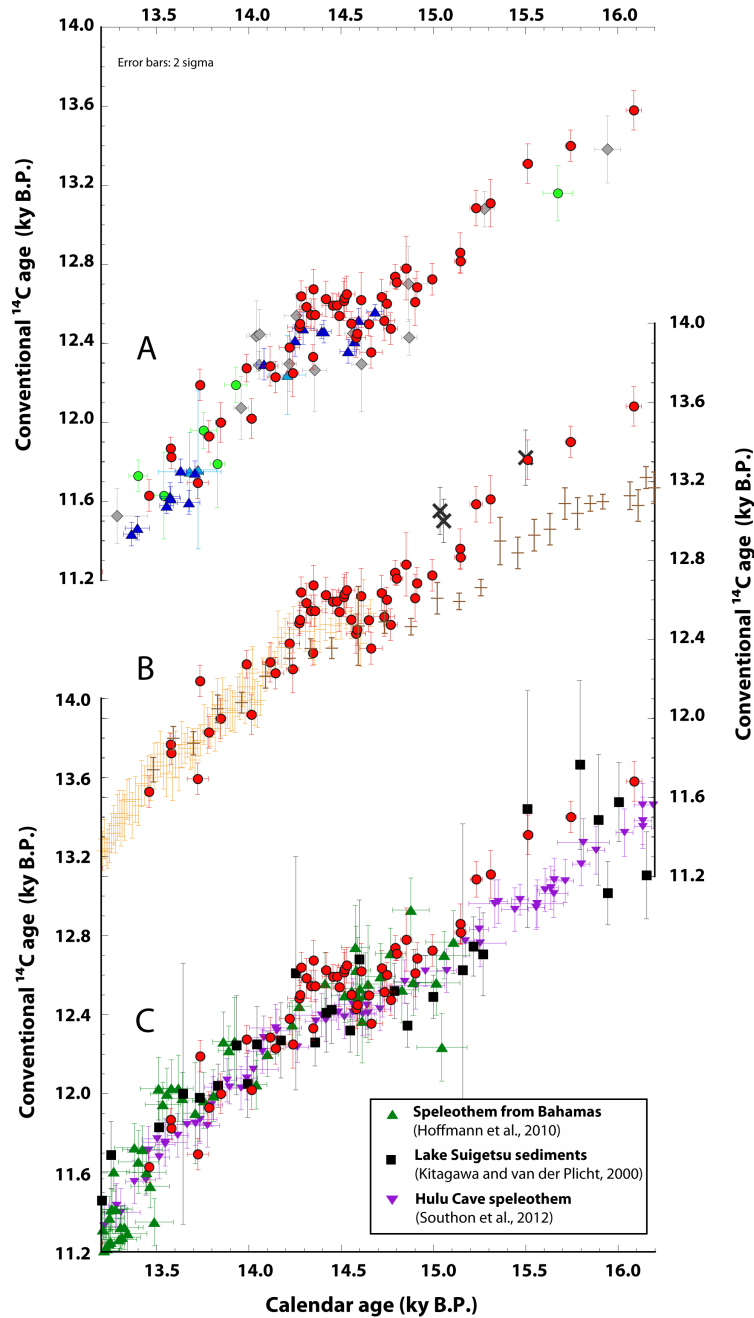 13.5 14.0 14.5 15.0 15.5 16.0
14.0
Error bars: 2 sigma
13.6
13.2
12.8
12.4
12.0
11.6
11.2
Conventional ¹⁴C age (ky B.P.)
A
14.0
13.6
13.2
12.8
12.4
12.0
11.6
11.2
Conventional ¹⁴C age (ky B.P.)
B
14.0
13.6
13.2
12.8
12.4
12.0
11.6
11.2
Conventional ¹⁴C age (ky B.P.)
C
Speleothem from Bahamas
(Hoffmann et al., 2010)
Lake Suigetsu sediments
(Kitagawa and van der Plicht, 2000)
Hulu Cave speleothem
(Southon et al., 2012)
13.5 14.0 14.5 15.0 15.5 16.0
Calendar age (ky B.P.)